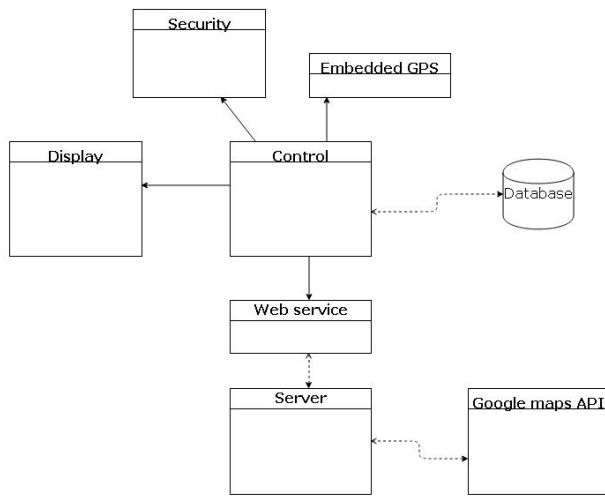 Security
Embedded GPS
Display
Control
Database
Web service
Server
Google maps API